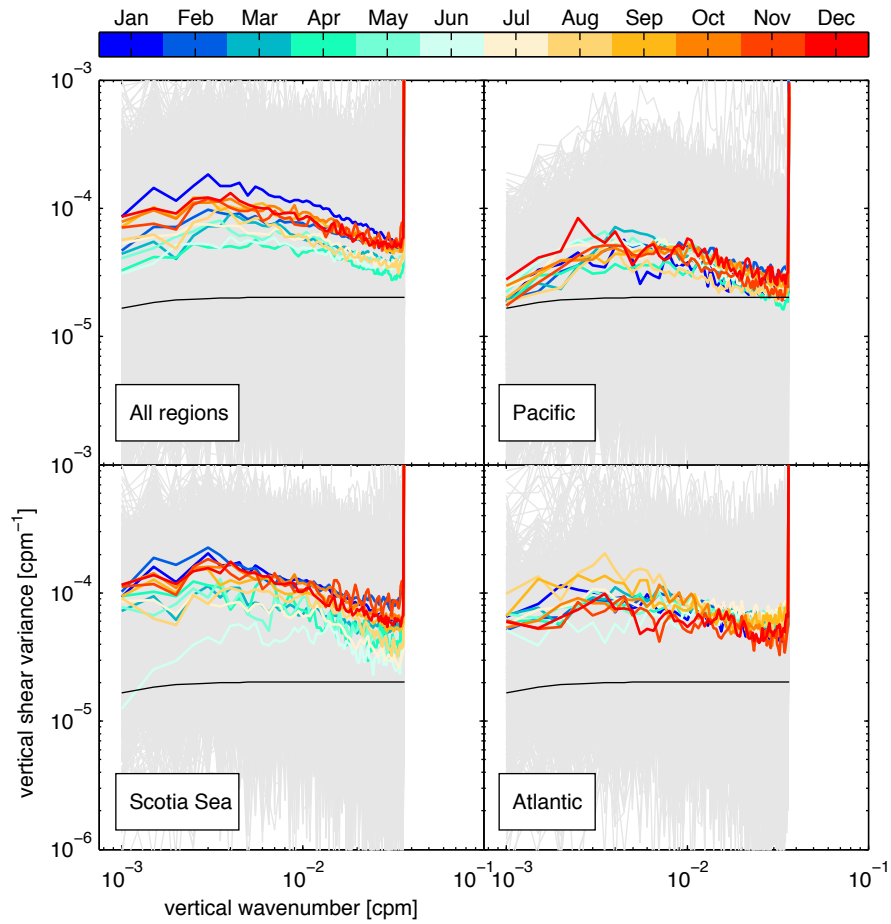 Jan Feb Mar Apr May Jun Jul Aug Sep Oct Nov Dec
10⁻³
10⁻⁴
10⁻⁵
10⁻³
All regions
Pacific
10⁻³
10⁻⁴
10⁻⁵
10⁻⁶
Scotia Sea
Atlantic
vertical shear variance [cpm⁻¹]
10⁻³ 10⁻² 10⁻¹ 10⁻³ 10⁻² 10⁻¹
vertical wavenumber [cpm]